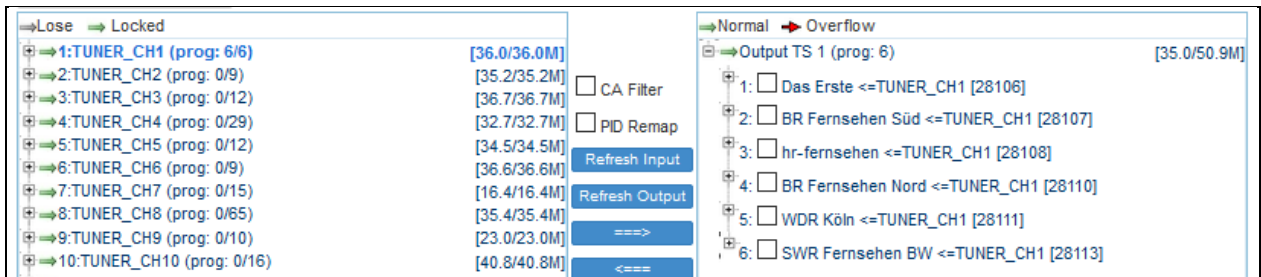 Lose Locked
1:TUNER_CH1 (prog: 6/6) [36.0/36.0M]
2:TUNER_CH2 (prog: 0/9) [35.2/35.2M]
3:TUNER_CH3 (prog: 0/12) [36.7/36.7M]
4:TUNER_CH4 (prog: 0/29) [32.7/32.7M]
5:TUNER_CH5 (prog: 0/12) [34.5/34.5M]
6:TUNER_CH6 (prog: 0/9) [36.6/36.6M]
7:TUNER_CH7 (prog: 0/15) [16.4/16.4M]
8:TUNER_CH8 (prog: 0/65) [35.4/35.4M]
9:TUNER_CH9 (prog: 0/10) [23.0/23.0M]
10:TUNER_CH10 (prog: 0/16) [40.8/40.8M]
CA Filter
PID Remap
Refresh Input
Refresh Output
===>
<===
Normal Overflow
Output TS 1 (prog: 6) [35.0/50.9M]
1: Das Erste <=TUNER_CH1 [28106]
2: BR Fernsehen Süd <=TUNER_CH1 [28107]
3: hr-fernsehen <=TUNER_CH1 [28108]
4: BR Fernsehen Nord <=TUNER_CH1 [28110]
5: WDR Köln <=TUNER_CH1 [28111]
6: SWR Fernsehen BW <=TUNER_CH1 [28113]